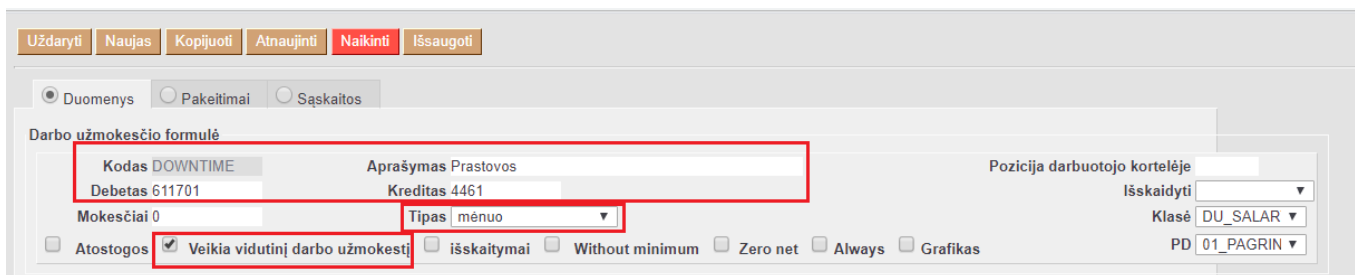 Uždaryti Naujas Kopijuoti Atnaujinti Naikinti Išsaugoti
Duomenys Pakeitimai Sąskaitos
Darbo užmokesčio formulė
Kodas DOWNTIME Aprašymas Prastovos Pozicija darbuotojo kortelėje
Debetas 611701 Kreditas 4461 Išskaidyti
Mokesčiai 0 Tipas mėnuo Klasė DU_SALAR
Atostogos Veikia vidutinį darbo užmokestį išskaitymai Without minimum Zero net Always Grafikas PD 01_PAGRIN